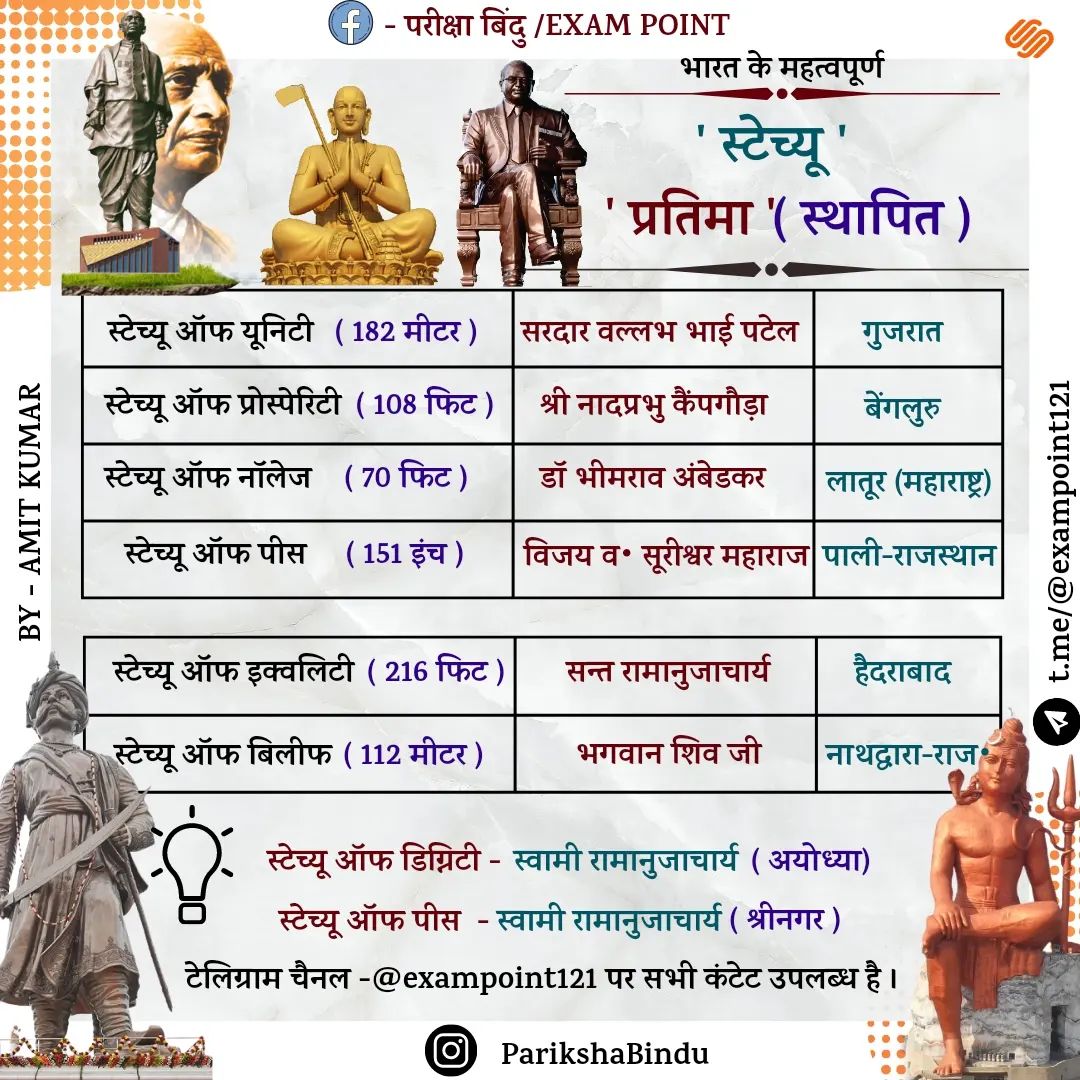 - परीक्षा बिंदु /EXAM POINT
भारत के महत्वपूर्ण
' स्टेच्यू '
' प्रतिमा '( स्थापित )
स्टेच्यू ऑफ यूनिटी ( 182 मीटर ) सरदार वल्लभ भाई पटेल गुजरात
स्टेच्यू ऑफ प्रोस्पेरिटी ( 108 फिट ) श्री नादप्रभु कैंपगौड़ा बेंगलुरु
स्टेच्यू ऑफ नॉलेज ( 70 फिट ) डॉ भीमराव अंबेडकर लातूर (महाराष्ट्र)
स्टेच्यू ऑफ पीस ( 151 इंच ) विजय व• सूरीश्वर महाराज पाली-राजस्थान
स्टेच्यू ऑफ इक्वलिटी ( 216 फिट ) सन्त रामानुजाचार्य हैदराबाद
स्टेच्यू ऑफ बिलीफ ( 112 मीटर ) भगवान शिव जी नाथद्वारा-राज•
स्टेच्यू ऑफ डिग्निटी - स्वामी रामानुजाचार्य ( अयोध्या)
स्टेच्यू ऑफ पीस - स्वामी रामानुजाचार्य ( श्रीनगर )
टेलिग्राम चैनल -@exampoint121 पर सभी कंटेट उपलब्ध है।
ParikshaBindu
BY - AMIT KUMAR
t.me/@exampoint121